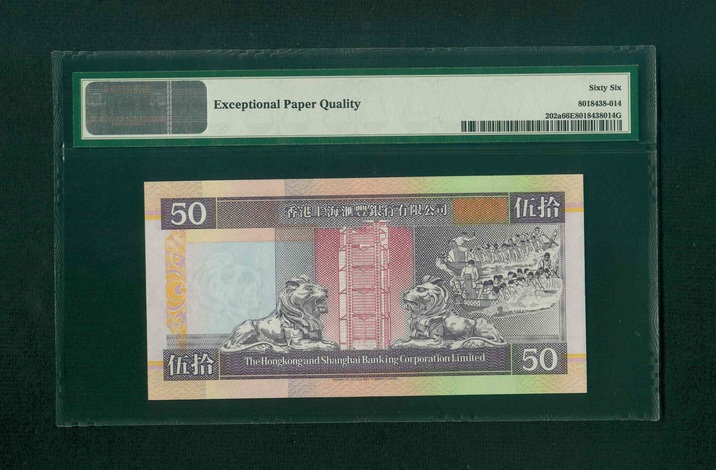 Exceptional Paper Quality
Sixty Six
8018438-014
202a66E8018438014G
50
香港上海滙豐銀行有限公司
伍拾
伍拾
The Hongkong and Shanghai Banking Corporation Limited
50